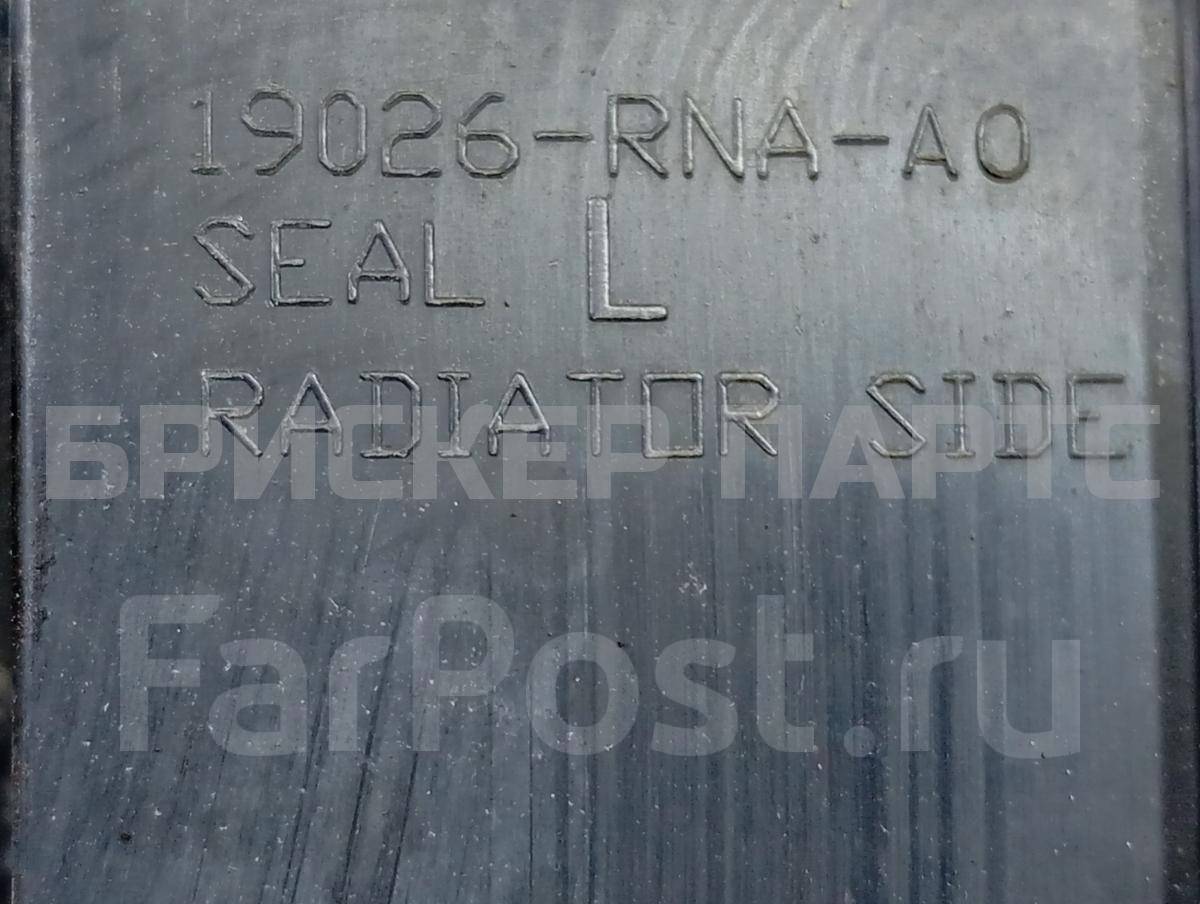 19026-RNA-A0
SEAL L
RADIATOR SIDE
БРИСКЕР ПАРТС
FarPost.ru